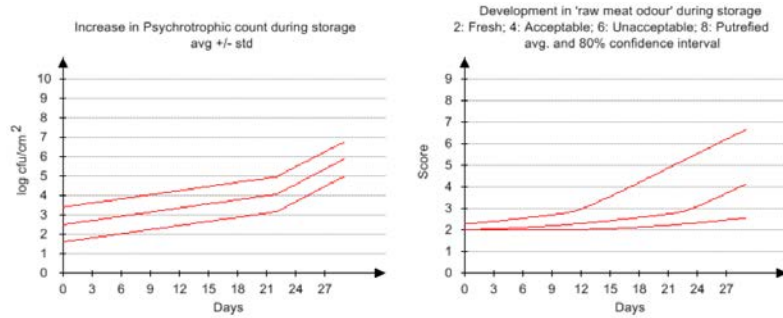 Increase in Psychrotrophic count during storage
avg +/- std
10
9
8
7
6
5
4
3
2
1
0
log cfu/cm²
0 3 6 9 12 15 18 21 24 27
Days
Development in 'raw meat odour' during storage
2: Fresh; 4: Acceptable; 6: Unacceptable; 8: Putrefied
avg. and 80% confidence interval
9
8
7
6
5
4
3
2
1
0
Score
0 3 6 9 12 15 18 21 24 27
Days